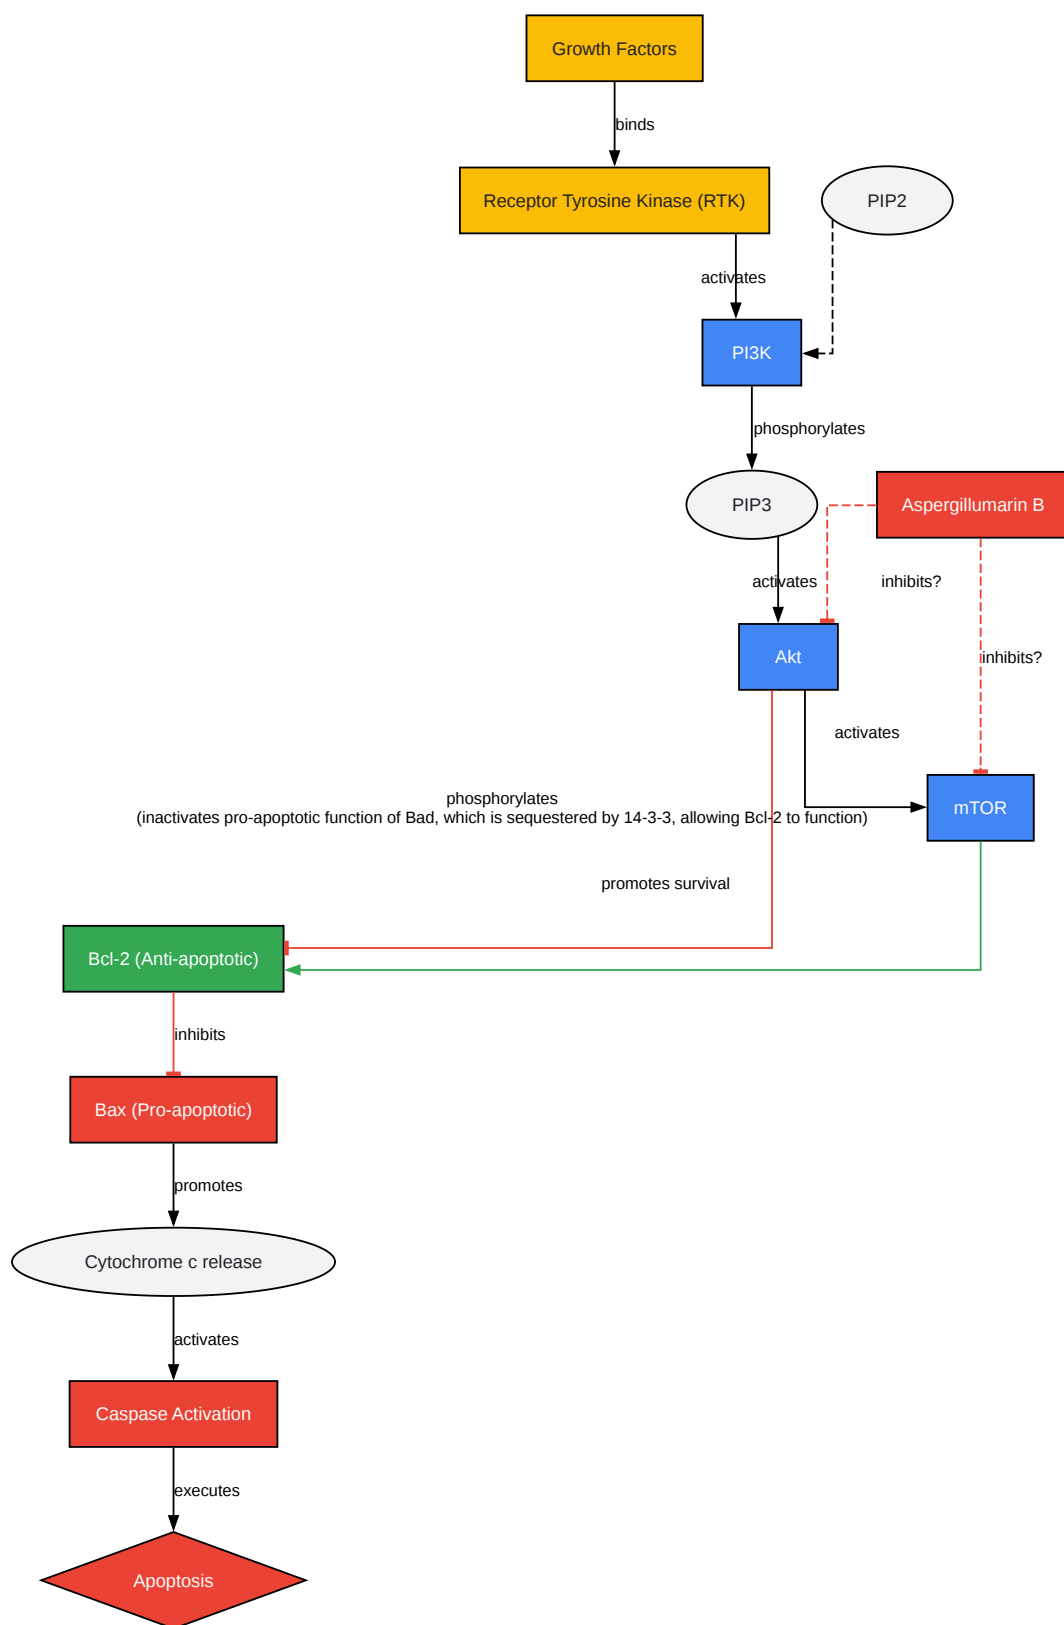 Growth Factors
binds
Receptor Tyrosine Kinase (RTK)
PIP2
activates
PI3K
phosphorylates
PIP3
Aspergillumarin B
activates
inhibits?
Akt
inhibits?
activates
phosphorylates
(inactivates pro-apoptotic function of Bad, which is sequestered by 14-3-3, allowing Bcl-2 to function)
mTOR
promotes survival
Bcl-2 (Anti-apoptotic)
inhibits
Bax (Pro-apoptotic)
promotes
Cytochrome c release
activates
Caspase Activation
executes
Apoptosis